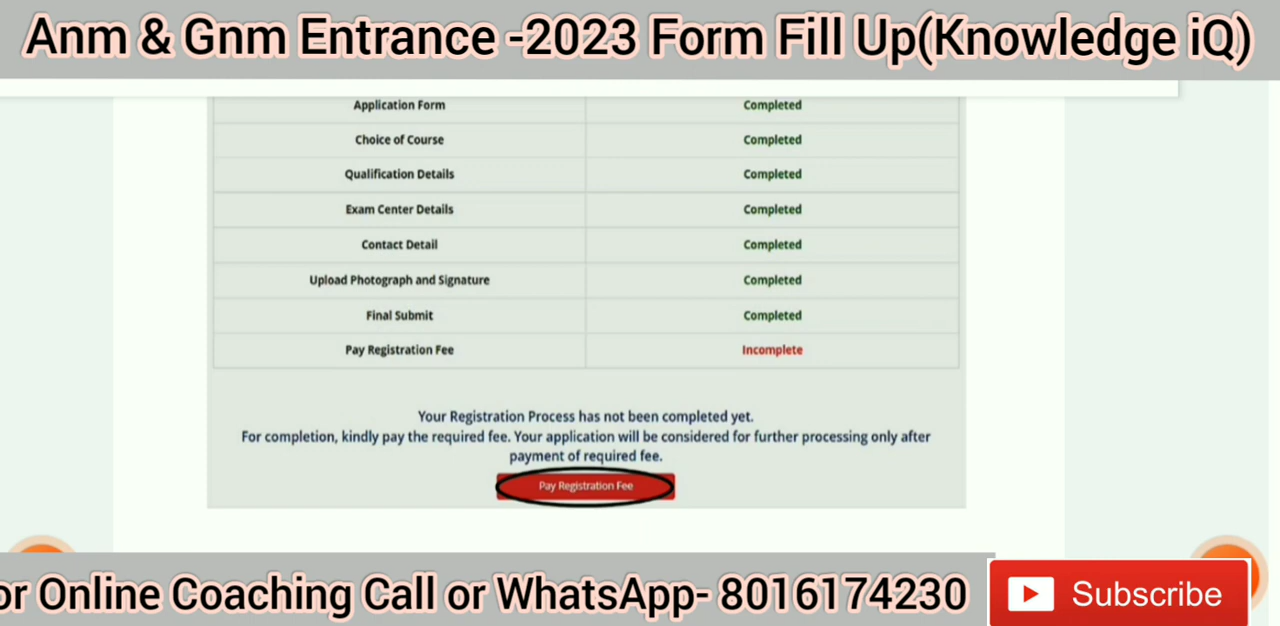 Anm & Gnm Entrance -2023 Form Fill Up(Knowledge iQ)
Application Form Completed
Choice of Course Completed
Qualification Details Completed
Exam Center Details Completed
Contact Detail Completed
Upload Photograph and Signature Completed
Final Submit Completed
Pay Registration Fee Incomplete
Your Registration Process has not been completed yet.
For completion, kindly pay the required fee. Your application will be considered for further processing only after
payment of required fee.
Pay Registration Fee
or Online Coaching Call or WhatsApp- 8016174230
Subscribe